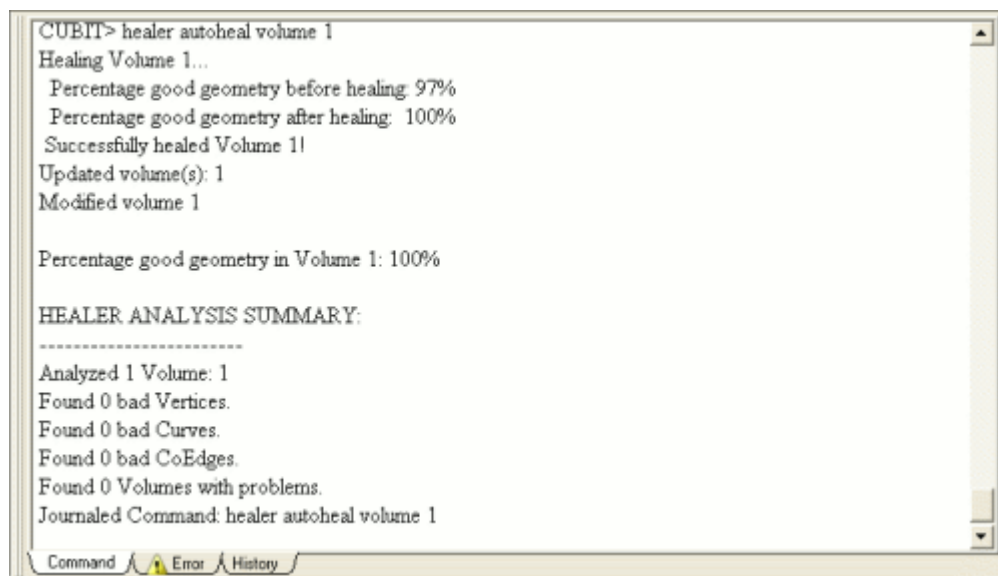 CUBIT> healer autoheal volume 1
Healing Volume 1...
Percentage good geometry before healing: 97%
Percentage good geometry after healing: 100%
Successfully healed Volume 1!
Updated volume(s): 1
Modified volume 1
Percentage good geometry in Volume 1: 100%
HEALER ANALYSIS SUMMARY:
------------------------
Analyzed 1 Volume: 1
Found 0 bad Vertices.
Found 0 bad Curves.
Found 0 bad CoEdges.
Found 0 Volumes with problems.
Journaled Command: healer autoheal volume 1
Command Error History